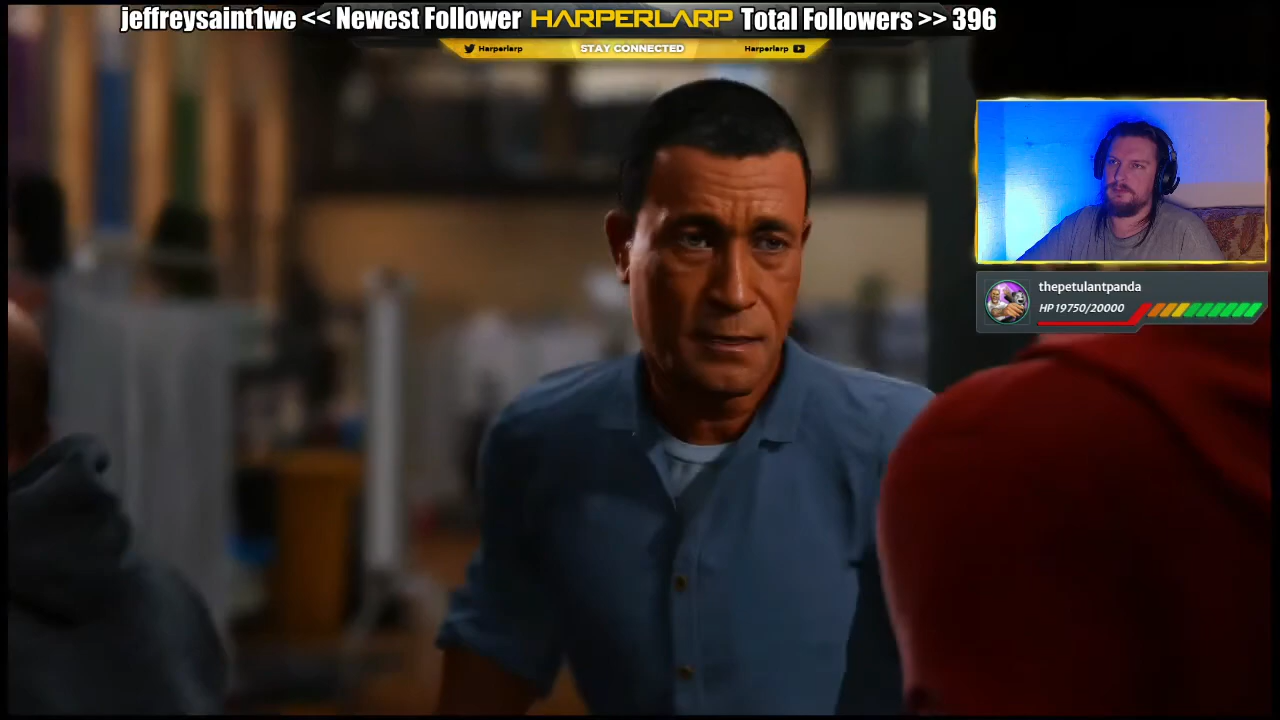 jeffreysaint1we << Newest Follower HARPERLARP Total Followers >> 396
Harperlarp STAY CONNECTED Harperlarp
thepetulantpanda
HP 19750/20000